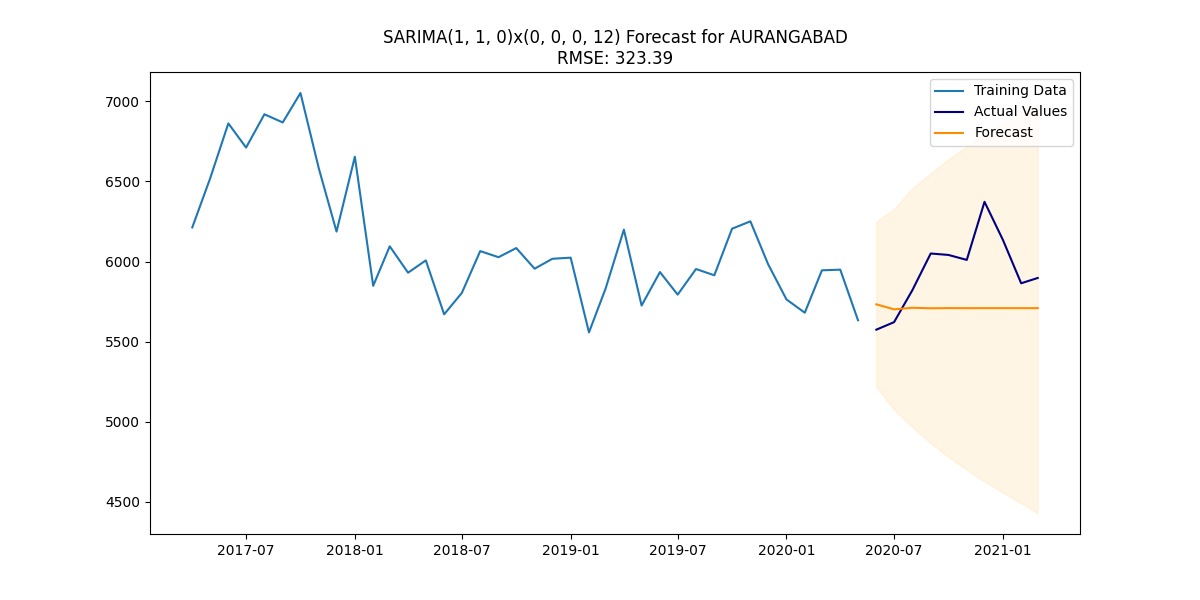 SARIMA(1, 1, 0)x(0, 0, 0, 12) Forecast for AURANGABAD
RMSE: 323.39
Training Data
Actual Values
Forecast
7000
6500
6000
5500
5000
4500
2017-07
2018-01
2018-07
2019-01
2019-07
2020-01
2020-07
2021-01